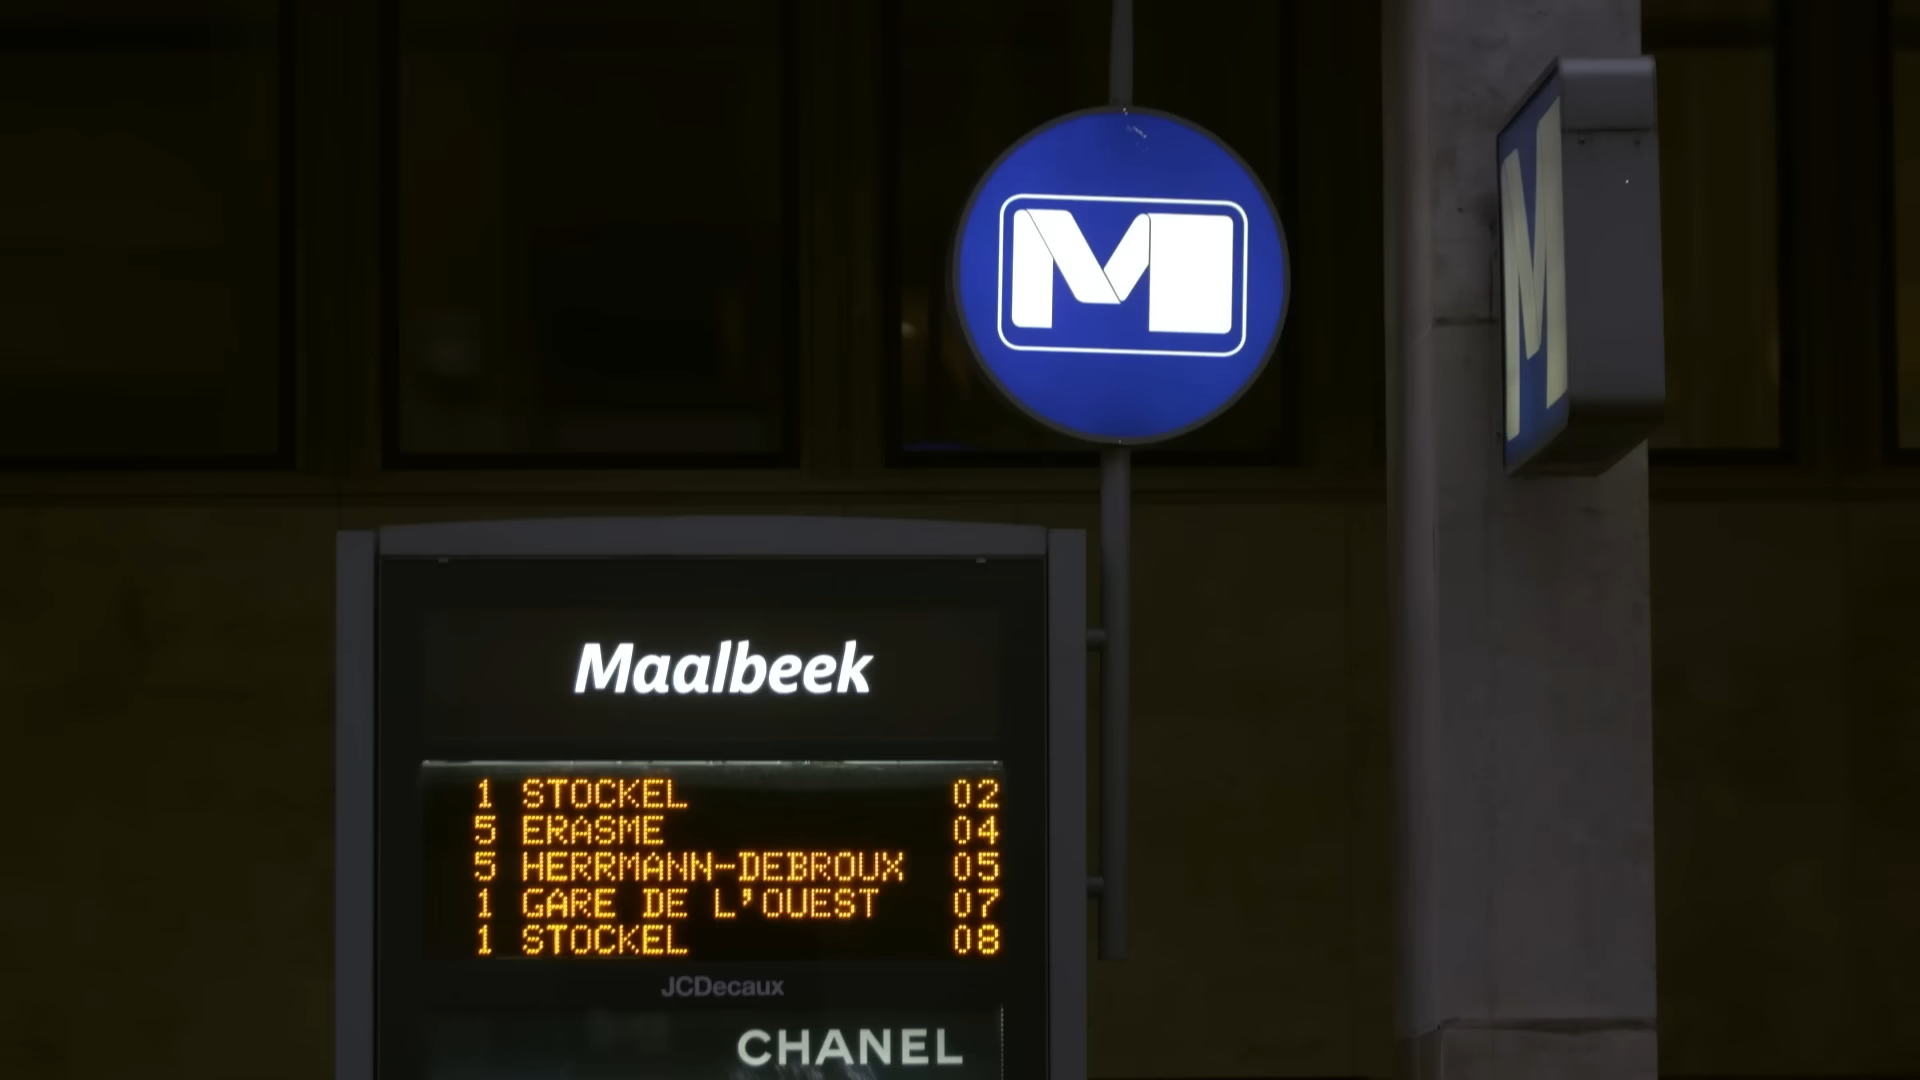 M
M
Maalbeek
1 STOCKEL 02
5 ERASME 04
5 HERRMANN-DEBROUX 05
1 GARE DE L'OUEST 07
1 STOCKEL 08
JCDecaux
CHANEL